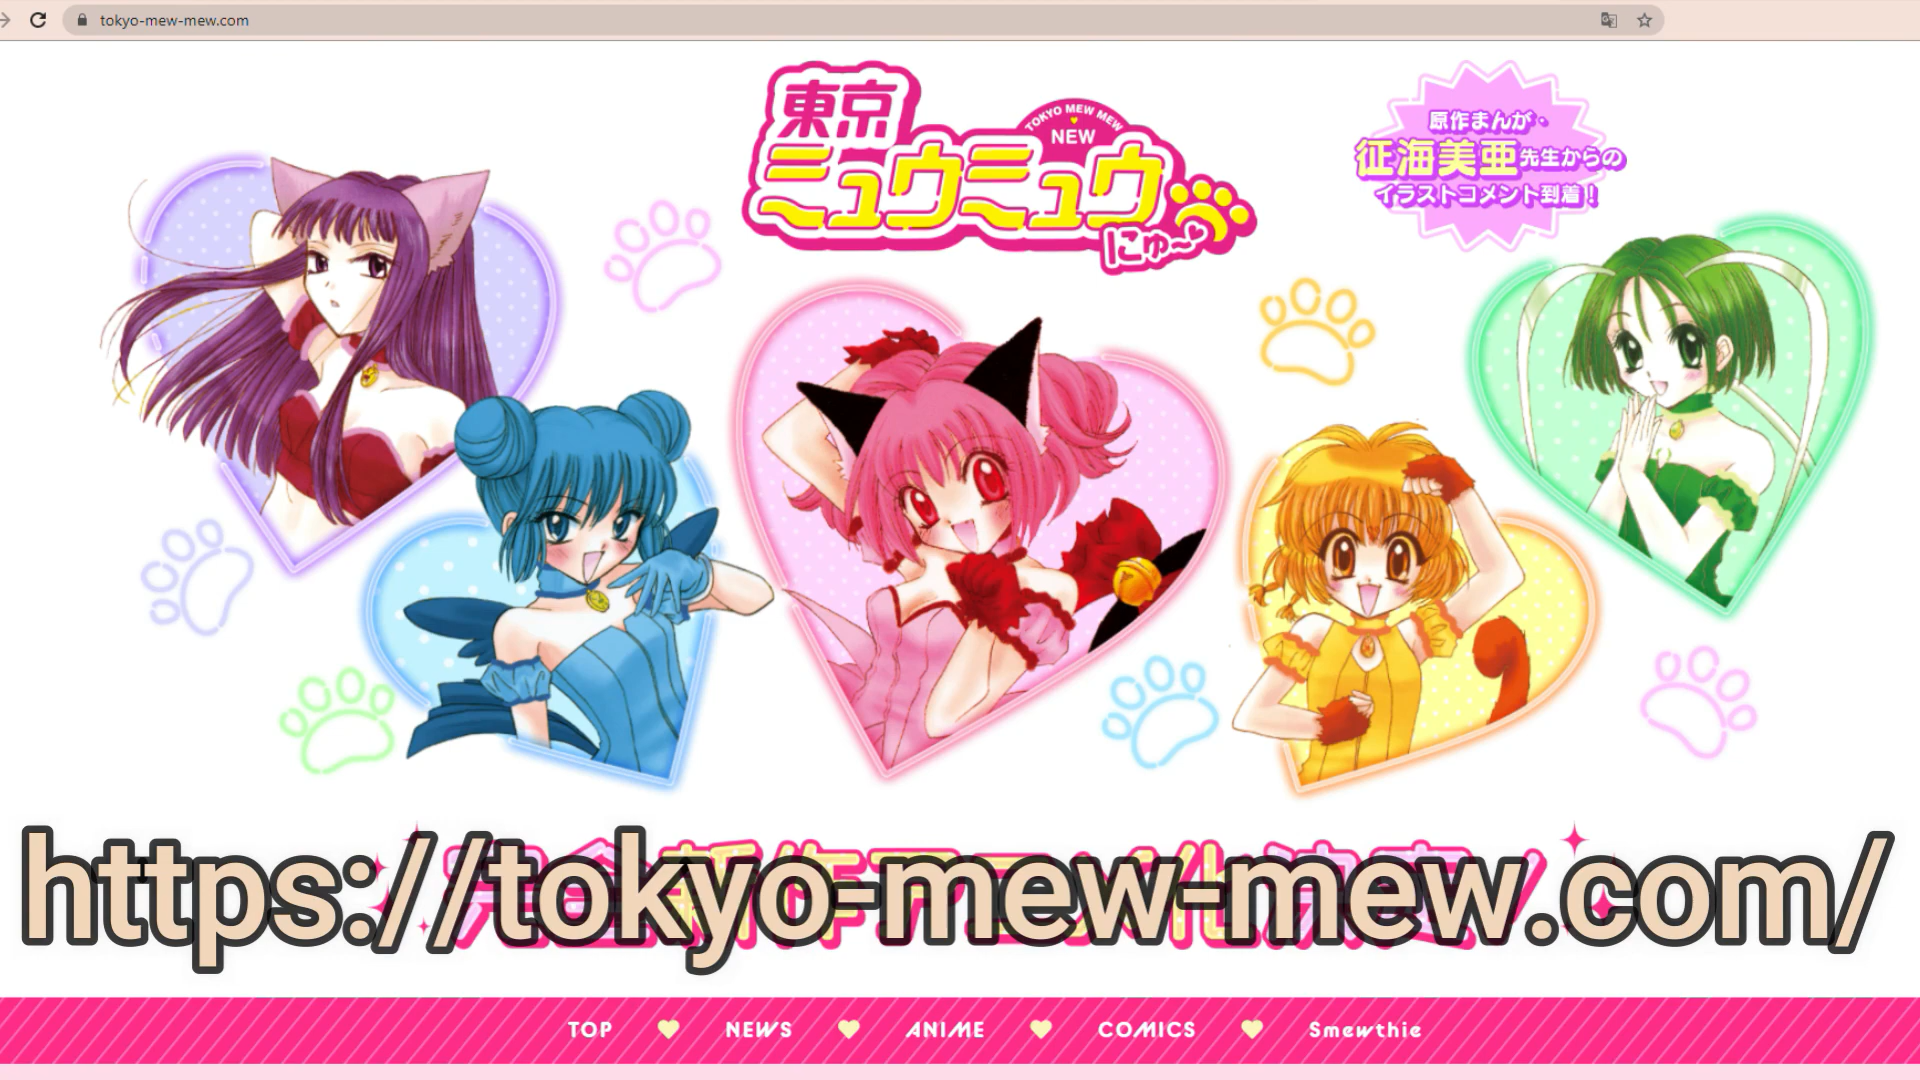 tokyo-mew-mew.com
東京
TOKYO MEW MEW
NEW
ミュウミュウ
にゅ~♥
原作まんが・
征海美亜先生からの
イラストコメント到着!
https://tokyo-mew-mew.com/
TOP NEWS ANIME COMICS Smewthie